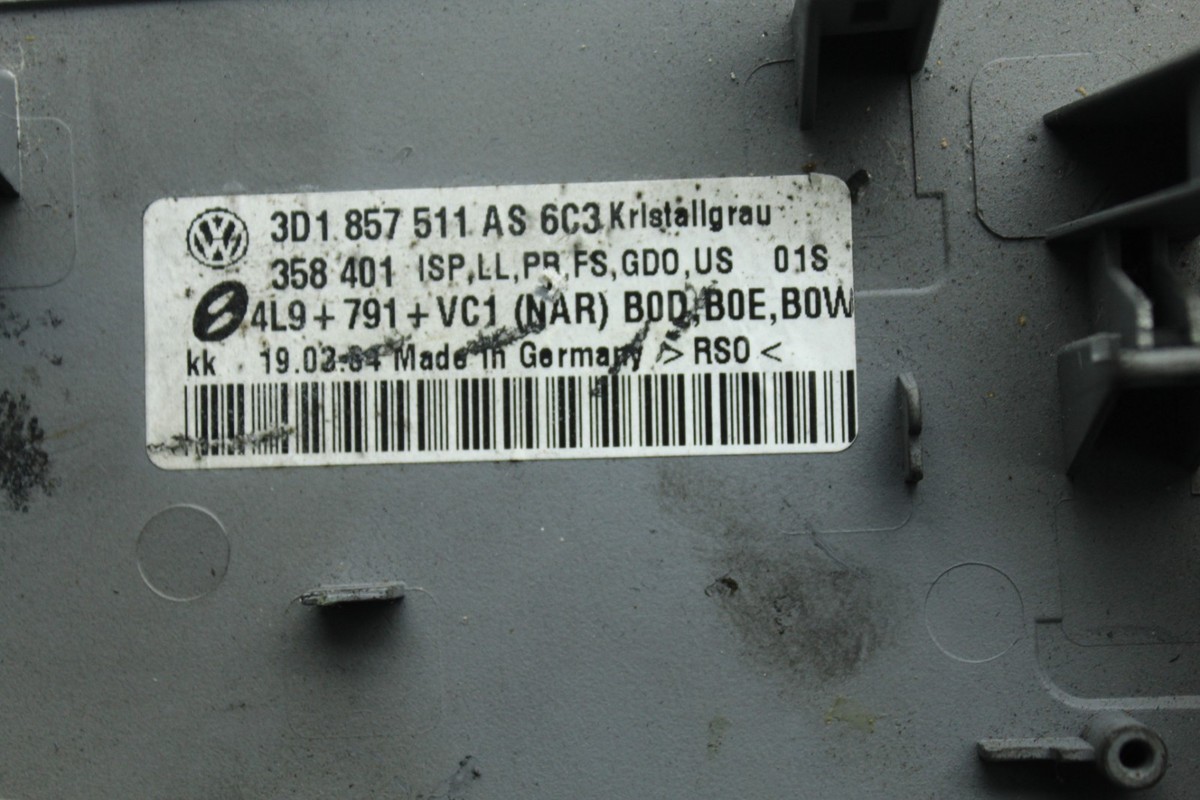 3D1 857 511 AS 6C3 Kristallgrau
358 401 ISP,LL,PR,FS,GDO,US 01S
4L9+791+VC1 (NAR) B0D,B0E,B0W
kk Made in Germany > RSO <